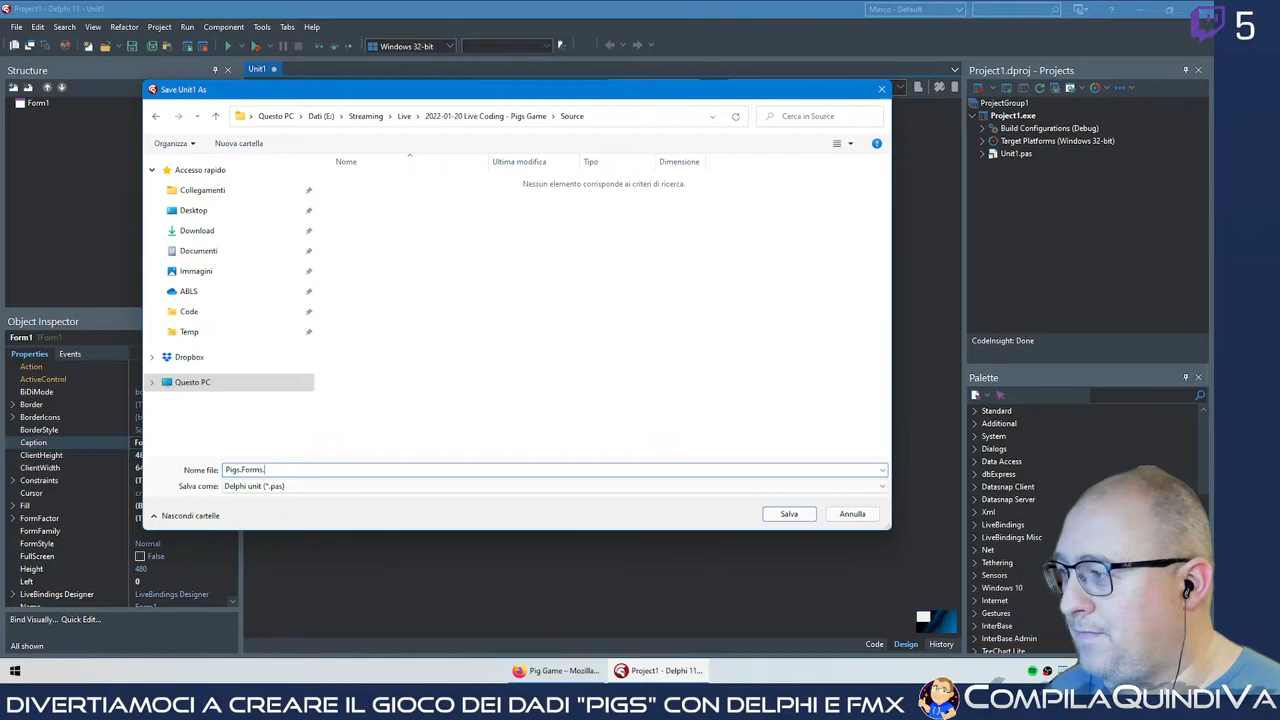 Project1 - Delphi 11 - Unit1
Marco - Default
5
File Edit Search View Refactor Project Run Component Tools Tabs Help
Windows 32-bit
Structure
Form1
Unit1
Save Unit1 As
Questo PC > Dati (E:) > Streaming > Live > 2022-01-20 Live Coding - Pigs Game > Source
Cerca in Source
Organizza
Nuova cartella
Nome
Ultima modifica
Tipo
Dimensione
Nessun elemento corrisponde ai criteri di ricerca.
Accesso rapido
Collegamenti
Desktop
Download
Documenti
Immagini
ABLS
Code
Temp
Dropbox
Questo PC
Nome file: Pigs.Forms.
Salva come: Delphi unit (*.pas)
Nascondi cartelle
Salva
Annulla
Project1.dproj - Projects
ProjectGroup1
Project1.exe
Build Configurations (Debug)
Target Platforms (Windows 32-bit)
Unit1.pas
CodeInsight: Done
Object Inspector
Form1 TForm1
Properties Events
Action
ActiveControl
BiDiMode
Border
BorderIcons
BorderStyle
Caption
ClientHeight
ClientWidth
Constraints
Cursor
Fill
FormFactor
FormFamily
FormStyle Normal
FullScreen False
Height 480
Left 0
LiveBindings Designer LiveBindings Designer
Name Form1
Bind Visually... Quick Edit...
All shown
Palette
Standard
Additional
System
Dialogs
Data Access
dbExpress
Datasnap Client
Datasnap Server
Xml
LiveBindings
LiveBindings Misc
Net
Tethering
Sensors
Windows 10
Internet
Gestures
InterBase
InterBase Admin
TeeChart Lite
Code Design History
Pig Game – Mozilla...
Project1 - Delphi 11...
DIVERTIAMOCI A CREARE IL GIOCO DEI DADI "PIGS" CON DELPHI E FMX
COMPILAQUINDIVA